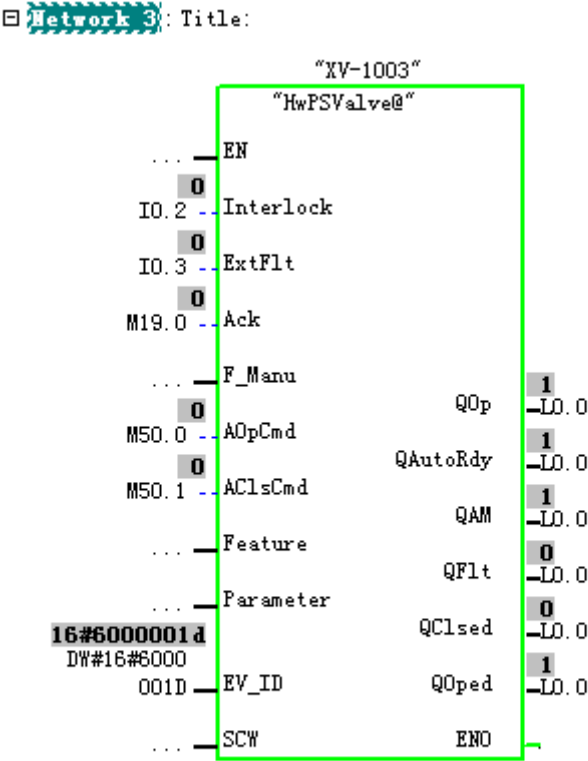 Network 3: Title:
"XV-1003"
"HwPSValve@"
... EN
0
I0.2 Interlock
0
I0.3 ExtFlt
0
M19.0 Ack
... F_Manu
1
QOp L0.0
0
M50.0 AOpCmd
1
QAutoRdy L0.0
0
M50.1 AClsCmd
1
QAM L0.0
... Feature
0
QFlt L0.0
... Parameter
0
QClsed L0.0
16#6000001d
DW#16#6000
001D EV_ID
1
QOped L0.0
... SCW
ENO